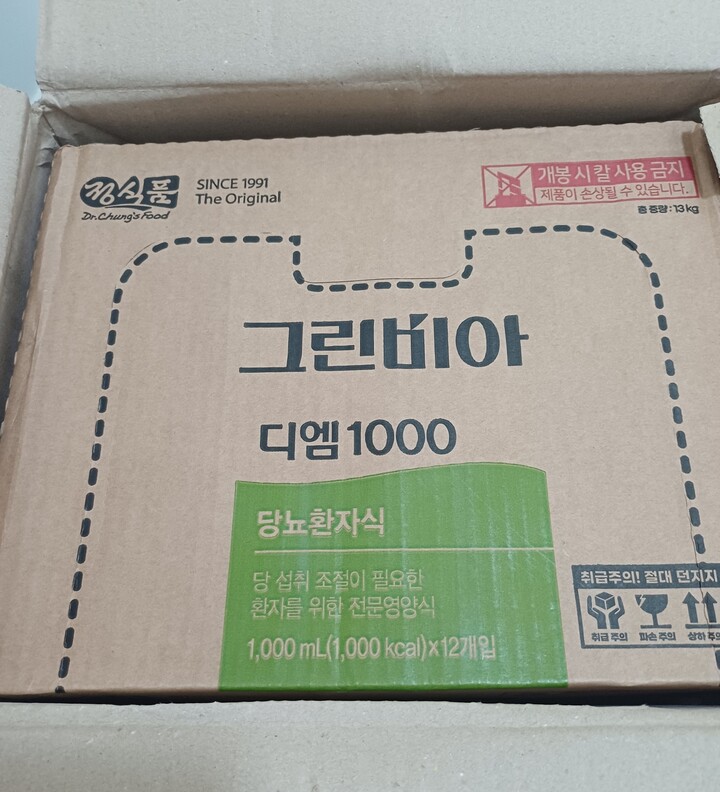 정식품
Dr.Chung's Food
SINCE 1991
The Original
개봉 시 칼 사용 금지
제품이 손상될 수 있습니다.
총 중량 : 13kg
그린비아
디엠 1000
당뇨환자식
당 섭취 조절이 필요한
환자를 위한 전문영양식
1,000 mL(1,000 kcal)x12개입
취급주의! 절대 던지지
취급 주의 파손 주의 상하 주의